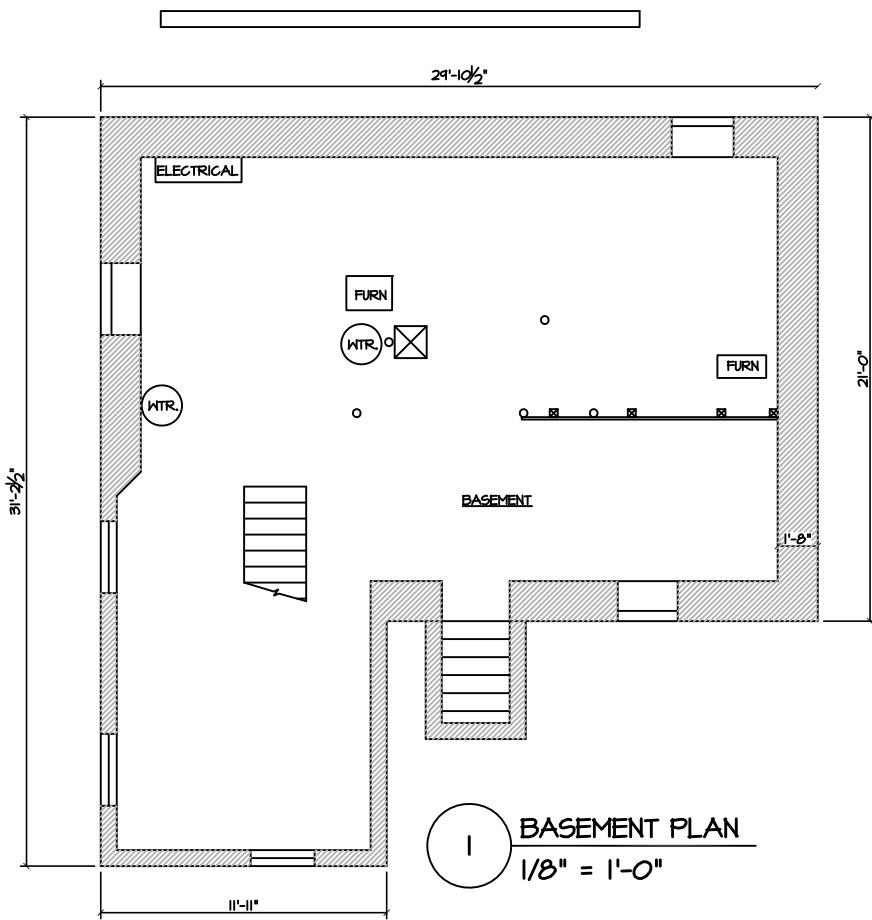 29'-10½"
ELECTRICAL
FURN
WTR.
FURN
21'-0"
WTR.
31'-2½"
BASEMENT
1'-8"
1
BASEMENT PLAN
1/8" = 1'-0"
11'-11"